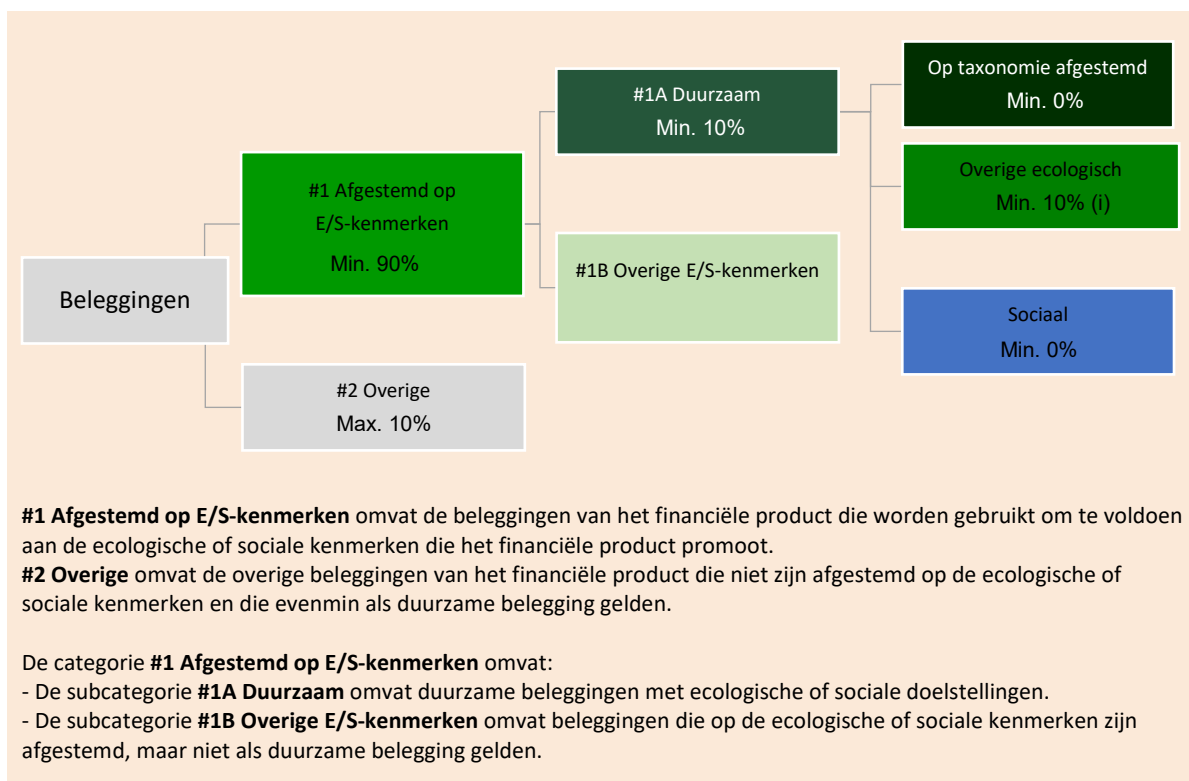 Beleggingen
#1 Afgestemd op
E/S-kenmerken
Min. 90%
#2 Overige
Max. 10%
#1A Duurzaam
Min. 10%
#1B Overige E/S-kenmerken
Op taxonomie afgestemd
Min. 0%
Overige ecologisch
Min. 10% (i)
Sociaal
Min. 0%
#1 Afgestemd op E/S-kenmerken omvat de beleggingen van het financiële product die worden gebruikt om te voldoen
aan de ecologische of sociale kenmerken die het financiële product promoot.
#2 Overige omvat de overige beleggingen van het financiële product die niet zijn afgestemd op de ecologische of
sociale kenmerken en die evenmin als duurzame belegging gelden.
De categorie #1 Afgestemd op E/S-kenmerken omvat:
- De subcategorie #1A Duurzaam omvat duurzame beleggingen met ecologische of sociale doelstellingen.
- De subcategorie #1B Overige E/S-kenmerken omvat beleggingen die op de ecologische of sociale kenmerken zijn
afgestemd, maar niet als duurzame belegging gelden.